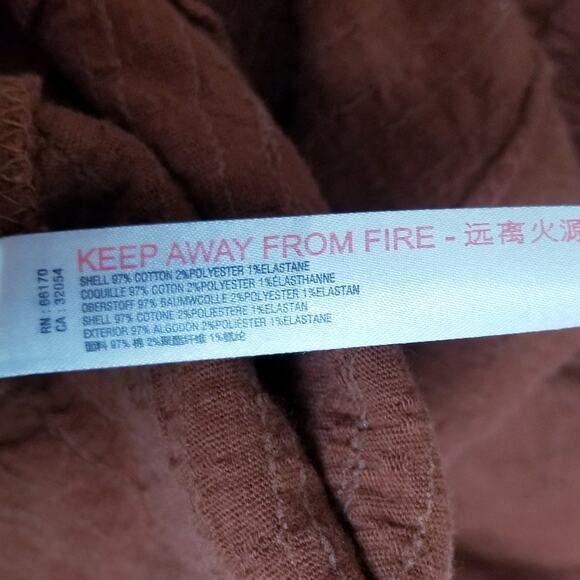 KEEP AWAY FROM FIRE - 远离火源
SHELL 97% COTTON 2%POLYESTER 1%ELASTANE
COQUILLE 97% COTON 2%POLYESTER 1%ELASTHANNE
OBERSTOFF 97% BAUMWOLLE 2%POLYESTER 1%ELASTAN
SHELL 97% COTONE 2%POLIESTERE 1%ELASTAN
EXTERIOR 97% ALGODON 2%POLIÉSTER 1%ELASTANE
面料 97% 棉 2%聚酯纤维 1%氨纶
RN : 66170
CA : 32054